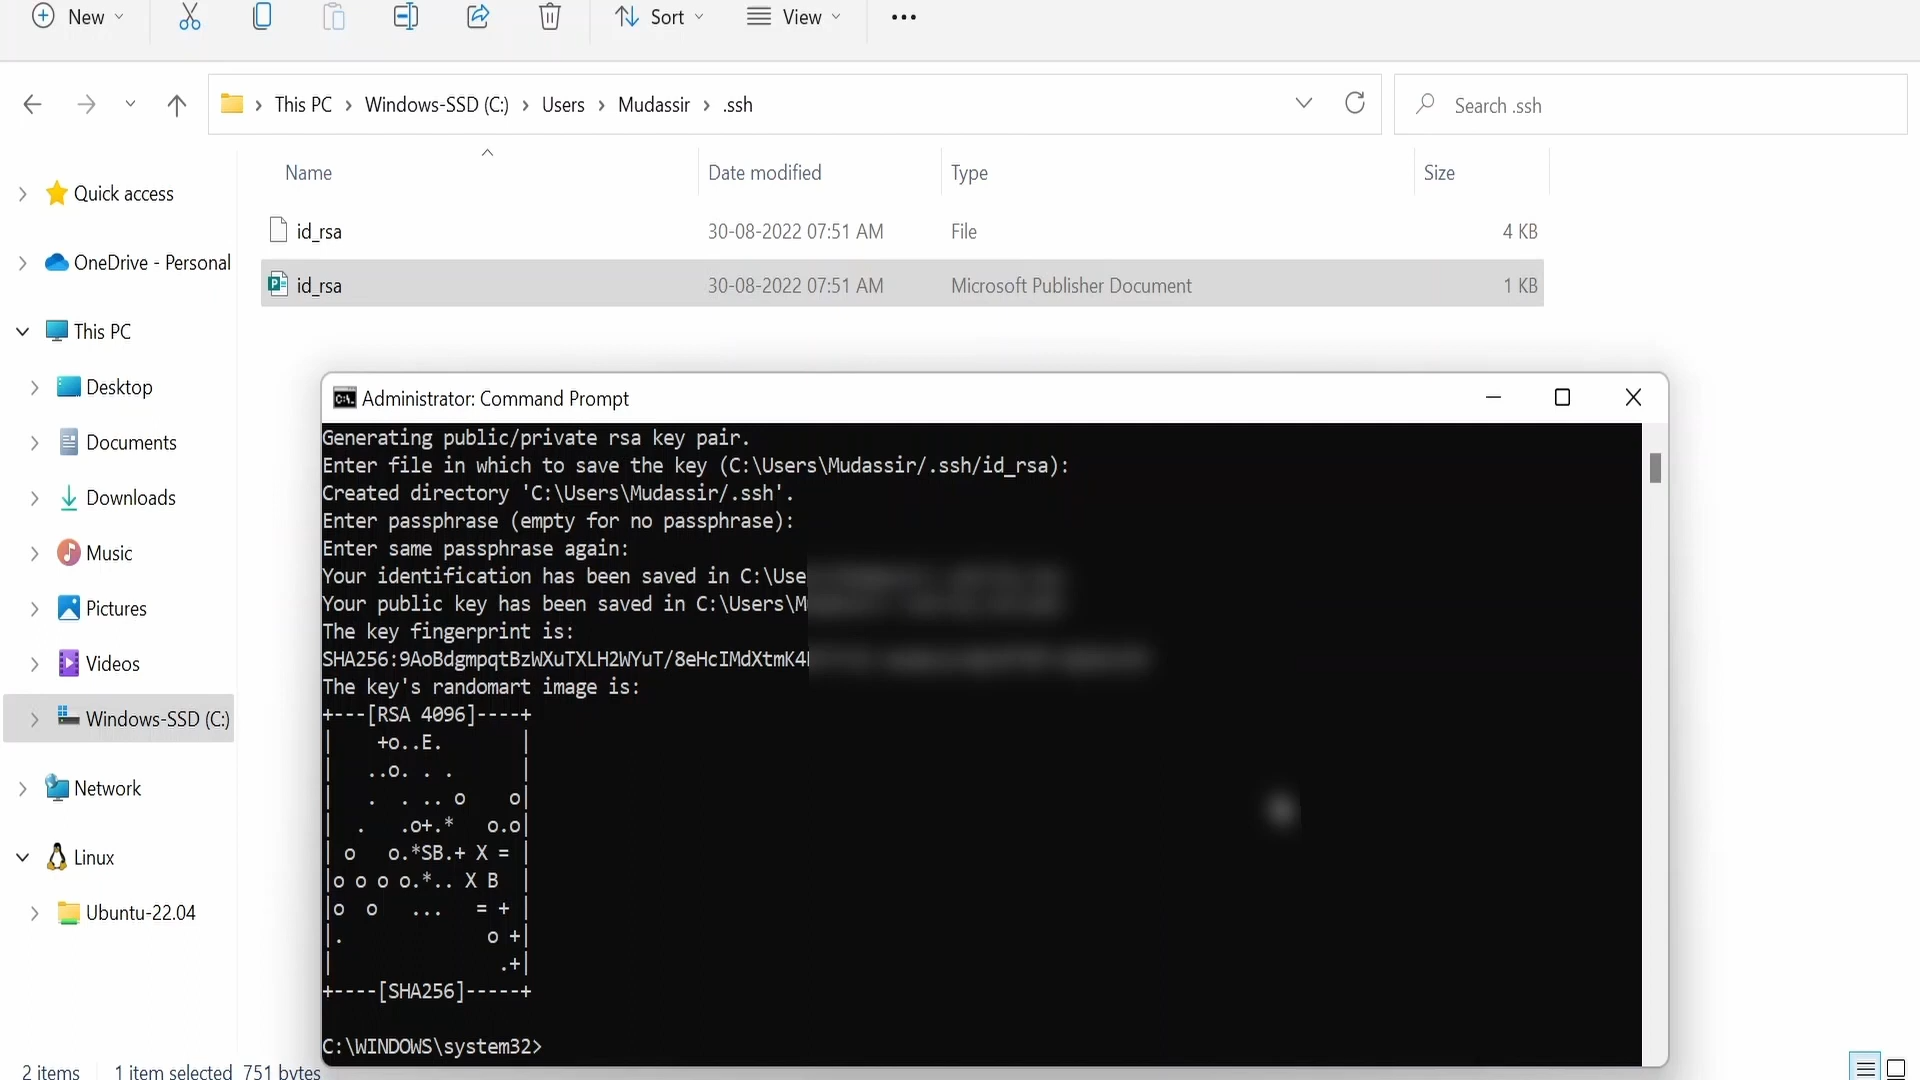 New
Sort
View
This PC › Windows-SSD (C:) › Users › Mudassir › .ssh
Search .ssh
Name Date modified Type Size
id_rsa 30-08-2022 07:51 AM File 4 KB
id_rsa 30-08-2022 07:51 AM Microsoft Publisher Document 1 KB
Quick access
OneDrive - Personal
This PC
Desktop
Documents
Downloads
Music
Pictures
Videos
Windows-SSD (C:)
Network
Linux
Ubuntu-22.04
Administrator: Command Prompt
Generating public/private rsa key pair.
Enter file in which to save the key (C:\Users\Mudassir/.ssh/id_rsa):
Created directory 'C:\Users\Mudassir/.ssh'.
Enter passphrase (empty for no passphrase):
Enter same passphrase again:
Your identification has been saved in C:\Use
Your public key has been saved in C:\Users\M
The key fingerprint is:
SHA256:9AoBdgmpqtBzWXuTXLH2WYuT/8eHcIMdXtmK4
The key's randomart image is:
+---[RSA 4096]----+
|    +o..E.       |
|   ..o. . .      |
|   .  . .. o    o|
|  .   .o+.*   o.o|
| o   o.*SB.+ X = |
|o o o o.*.. X B  |
|o  o   ...   = + |
|.             o +|
|               .+|
+----[SHA256]-----+
C:\WINDOWS\system32>
2 items 1 item selected 751 bytes